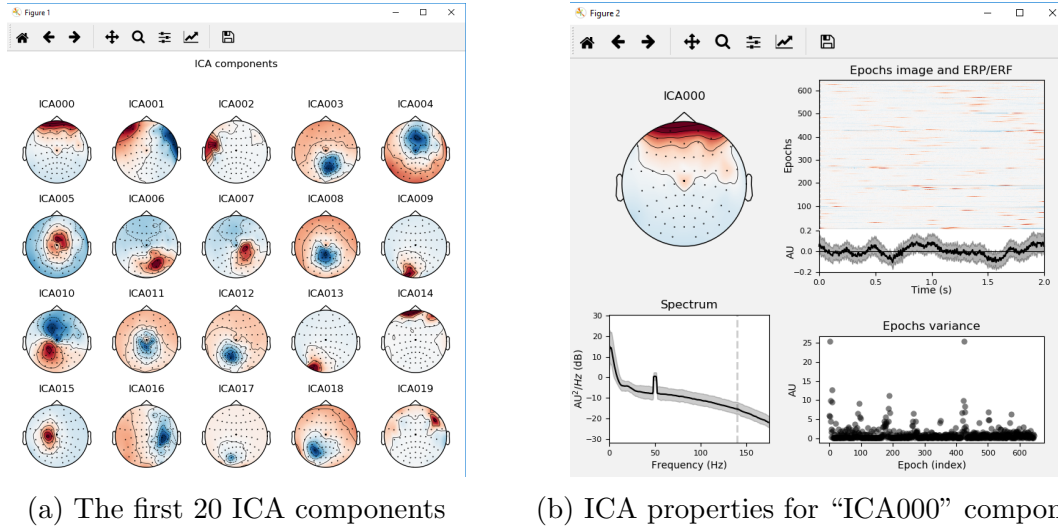 Figure 1
ICA components
ICA000 ICA001 ICA002 ICA003 ICA004
ICA005 ICA006 ICA007 ICA008 ICA009
ICA010 ICA011 ICA012 ICA013 ICA014
ICA015 ICA016 ICA017 ICA018 ICA019
(a) The first 20 ICA components
Figure 2
ICA000
Epochs image and ERP/ERF
Epochs
600
500
400
300
200
100
0.2
0.0
−0.2
AU
0.0 0.5 1.0 1.5 2.0
Time (s)
Spectrum
AU²/Hz (dB)
30
20
10
0
−10
−20
−30
0 50 100 150
Frequency (Hz)
Epochs variance
AU
25
20
15
10
5
0
0 100 200 300 400 500 600
Epoch (index)
(b) ICA properties for “ICA000” compon